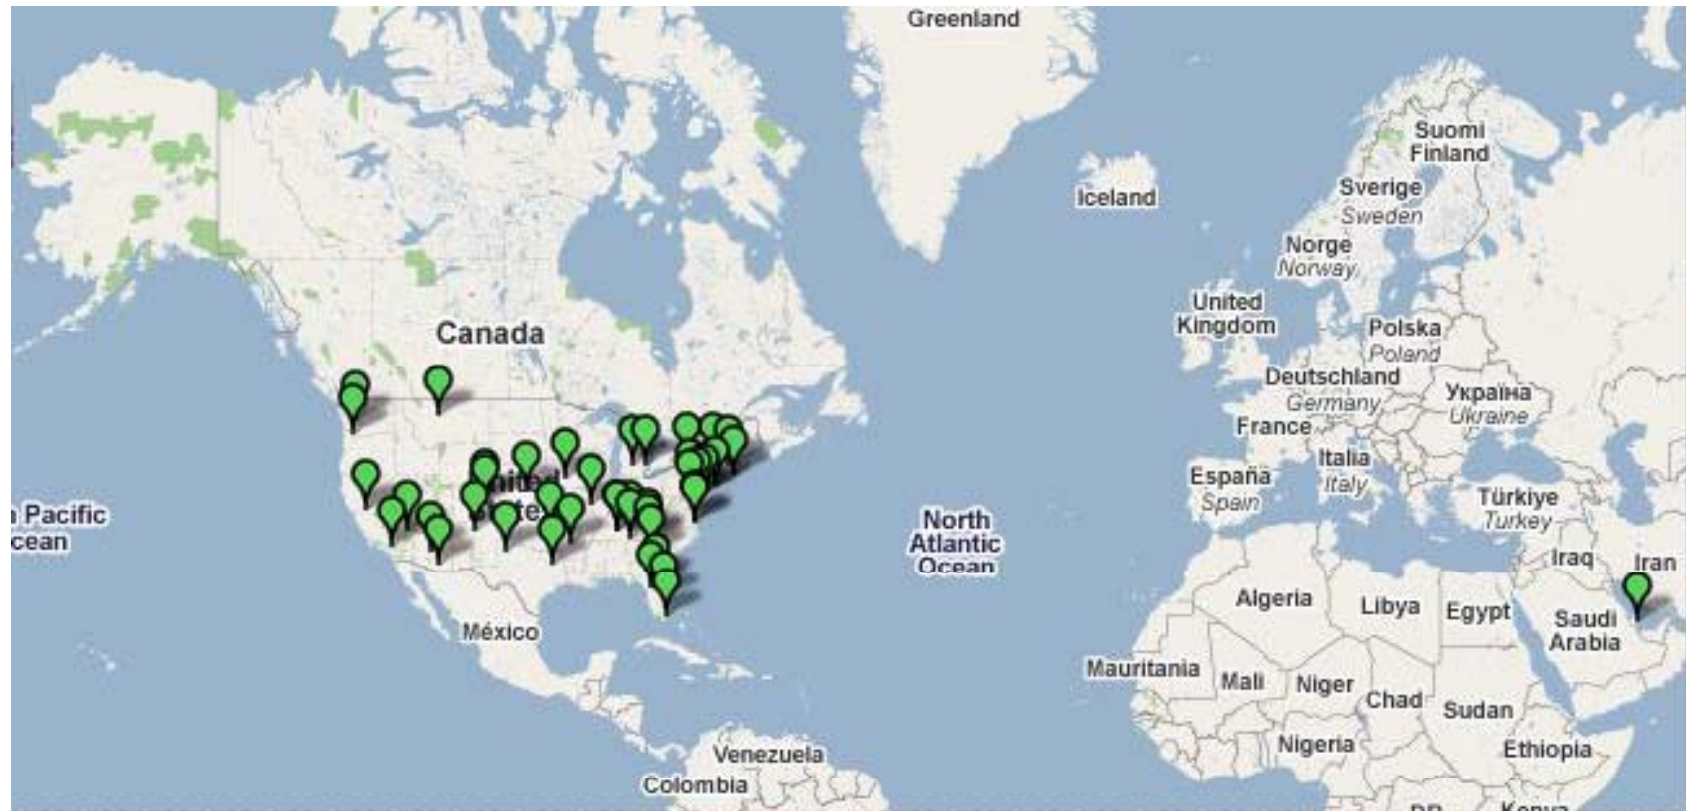 Greenland
Suomi
Finland
Iceland
Sverige
Sweden
Norge
Norway
United
Kingdom
Canada
Polska
Poland
Deutschland
Germany
Україна
Ukraine
France
Italia
Italy
España
Spain
Türkiye
Turkey
Pacific
cean
North
Atlantic
Ocean
Iraq
Iran
Algeria
Libya
Egypt
Saudi
Arabia
México
Mauritania
Mali
Niger
Chad
Sudan
Nigeria
Ethiopia
Venezuela
Colombia